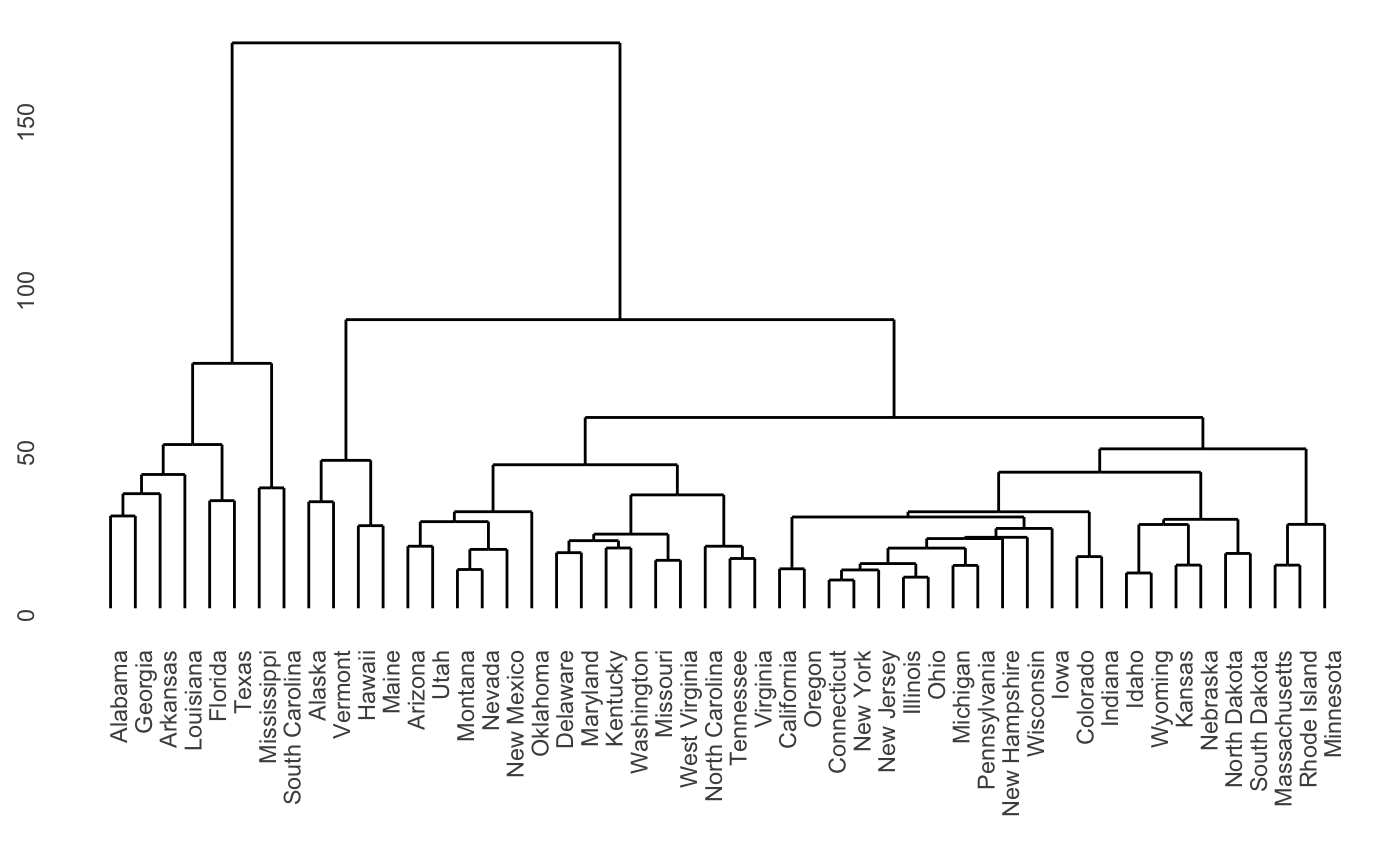 150
100
50
0
Alabama
Georgia
Arkansas
Louisiana
Florida
Texas
Mississippi
South Carolina
Alaska
Vermont
Hawaii
Maine
Arizona
Utah
Montana
Nevada
New Mexico
Oklahoma
Delaware
Maryland
Kentucky
Washington
Missouri
West Virginia
North Carolina
Tennessee
Virginia
California
Oregon
Connecticut
New York
New Jersey
Illinois
Ohio
Michigan
Pennsylvania
New Hampshire
Wisconsin
Iowa
Colorado
Indiana
Idaho
Wyoming
Kansas
Nebraska
North Dakota
South Dakota
Massachusetts
Rhode Island
Minnesota